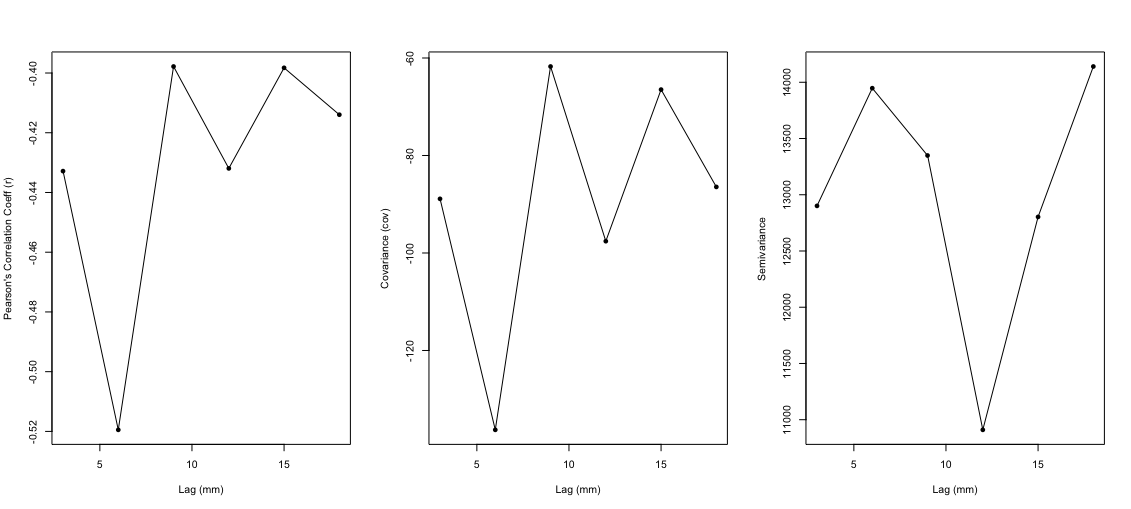 Pearson's Correlation Coeff (r)
-0.40
-0.42
-0.44
-0.46
-0.48
-0.50
-0.52
5 10 15
Lag (mm)
Covariance (cov)
-60
-80
-100
-120
5 10 15
Lag (mm)
Semivariance
14000
13500
13000
12500
12000
11500
11000
5 10 15
Lag (mm)